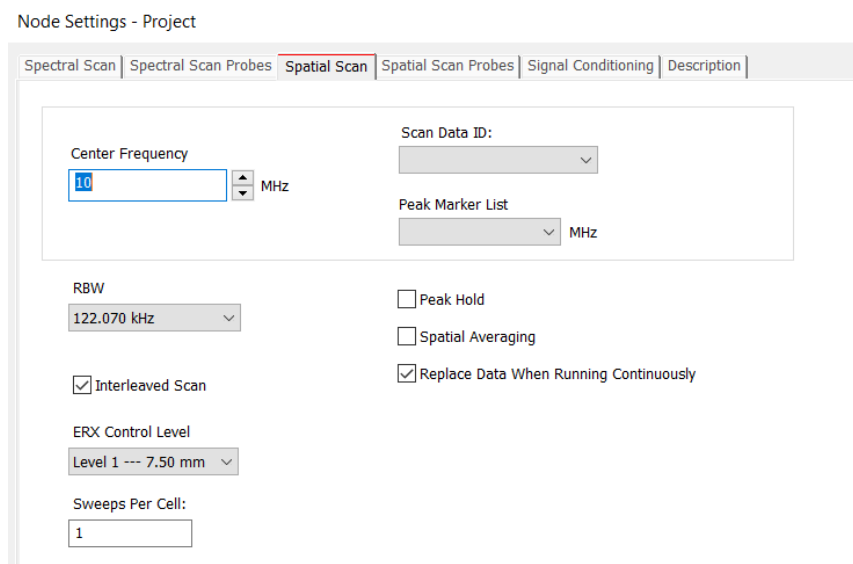 Node Settings - Project
Spectral Scan Spectral Scan Probes Spatial Scan Spatial Scan Probes Signal Conditioning Description
Scan Data ID:
Center Frequency
10 MHz
Peak Marker List
MHz
RBW
122.070 kHz
Peak Hold
Spatial Averaging
Replace Data When Running Continuously
Interleaved Scan
ERX Control Level
Level 1 --- 7.50 mm
Sweeps Per Cell:
1